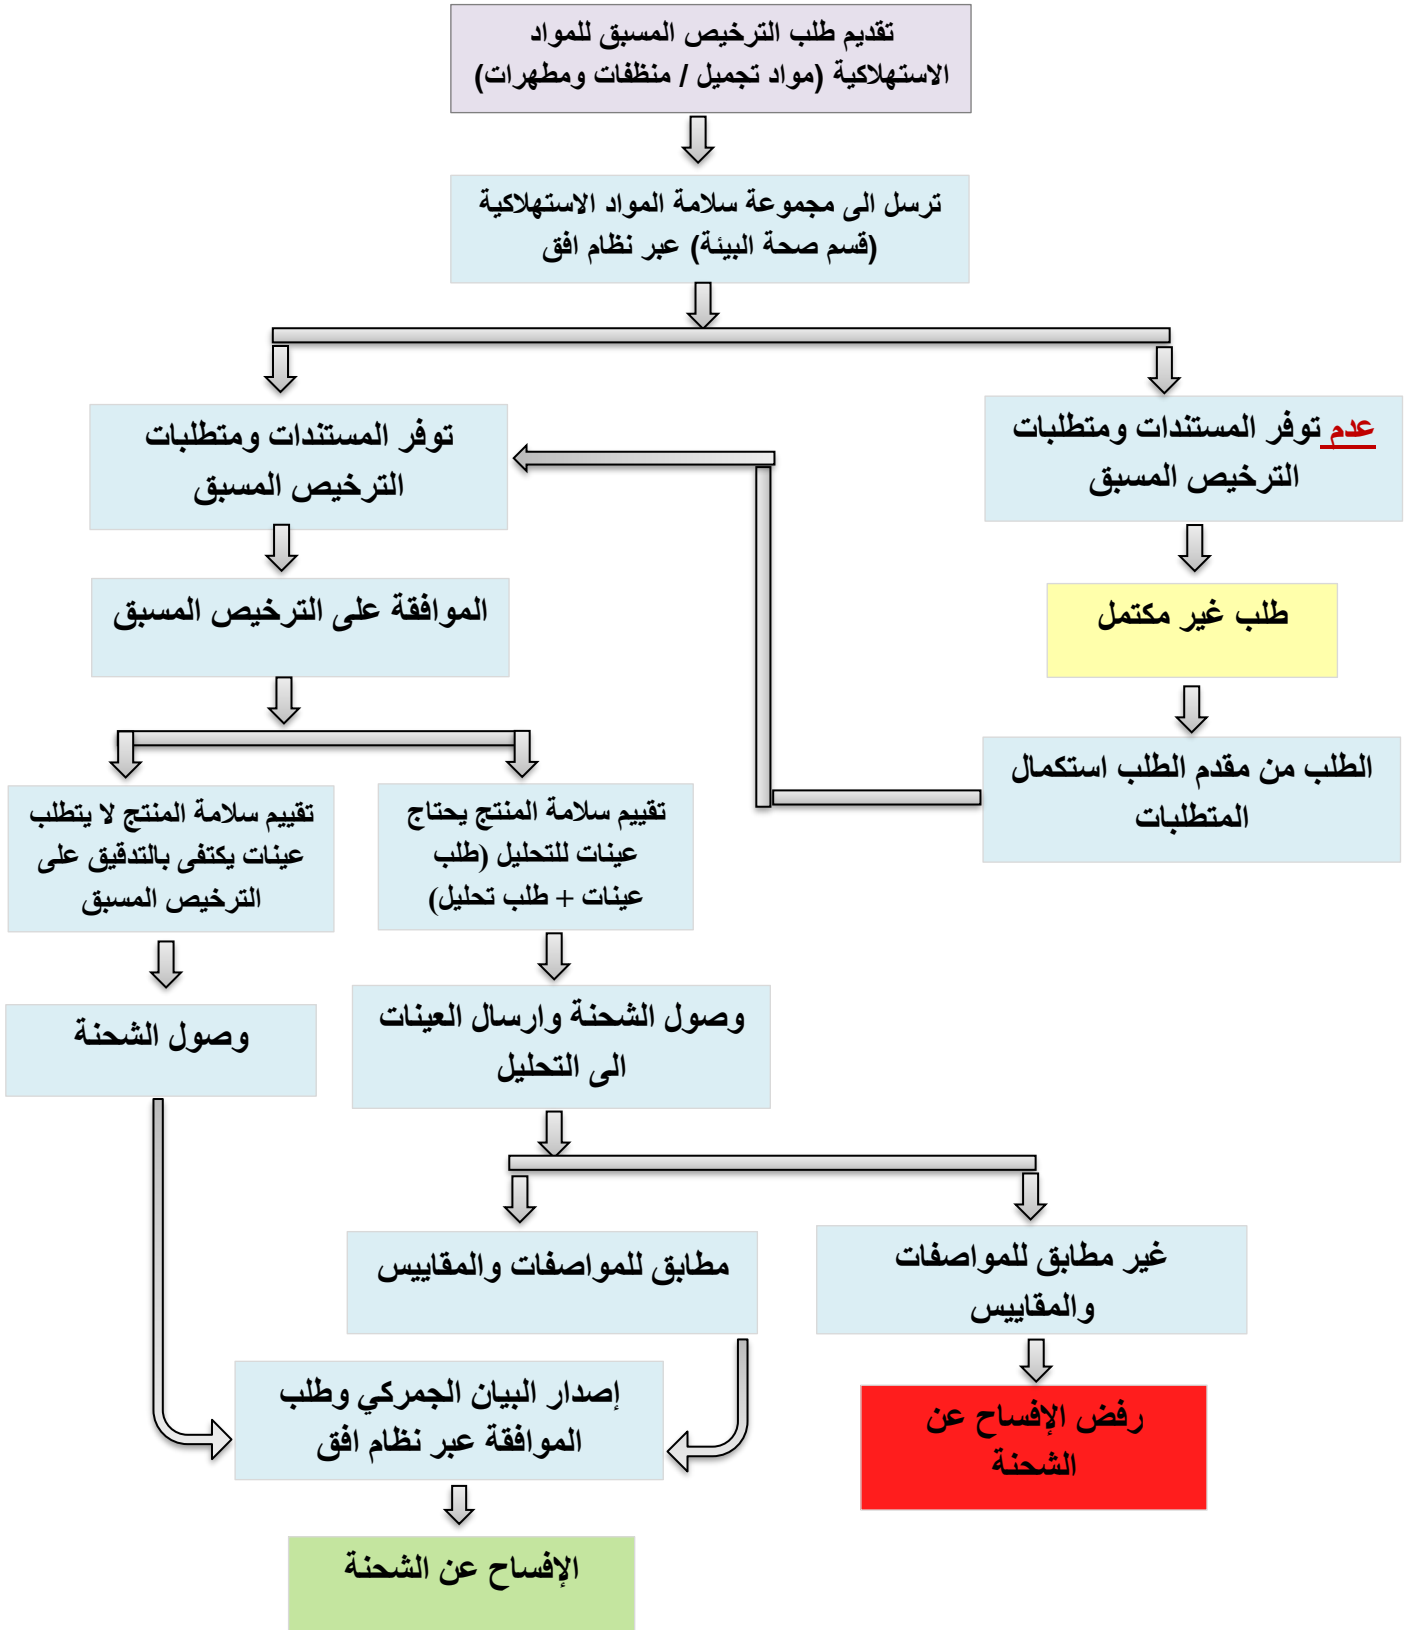 تقديم طلب الترخيص المسبق للمواد
الاستهلاكية (مواد تجميل / منظفات ومطهرات)
ترسل الى مجموعة سلامة المواد الاستهلاكية
(قسم صحة البيئة) عبر نظام افق
عدم توفر المستندات ومتطلبات
الترخيص المسبق
توفر المستندات ومتطلبات
الترخيص المسبق
طلب غير مكتمل
الموافقة على الترخيص المسبق
الطلب من مقدم الطلب استكمال
المتطلبات
تقييم سلامة المنتج يحتاج
عينات للتحليل (طلب
عينات + طلب تحليل)
تقييم سلامة المنتج لا يتطلب
عينات يكتفى بالتدقيق على
الترخيص المسبق
وصول الشحنة وارسال العينات
الى التحليل
وصول الشحنة
غير مطابق للمواصفات
والمقاييس
مطابق للمواصفات والمقاييس
رفض الإفساح عن
الشحنة
إصدار البيان الجمركي وطلب
الموافقة عبر نظام افق
الإفساح عن الشحنة